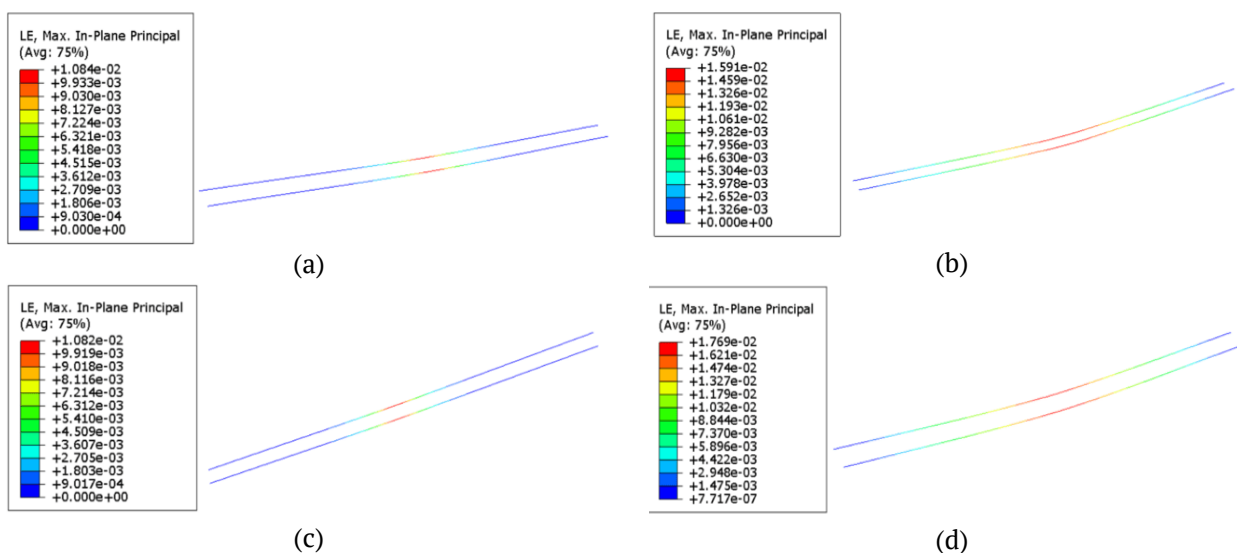 LE, Max. In-Plane Principal
(Avg: 75%)
+1.084e-02
+9.933e-03
+9.030e-03
+8.127e-03
+7.224e-03
+6.321e-03
+5.418e-03
+4.515e-03
+3.612e-03
+2.709e-03
+1.806e-03
+9.030e-04
+0.000e+00
(a)
LE, Max. In-Plane Principal
(Avg: 75%)
+1.591e-02
+1.459e-02
+1.326e-02
+1.193e-02
+1.061e-02
+9.282e-03
+7.956e-03
+6.630e-03
+5.304e-03
+3.978e-03
+2.652e-03
+1.326e-03
+0.000e+00
(b)
LE, Max. In-Plane Principal
(Avg: 75%)
+1.082e-02
+9.919e-03
+9.018e-03
+8.116e-03
+7.214e-03
+6.312e-03
+5.410e-03
+4.509e-03
+3.607e-03
+2.705e-03
+1.803e-03
+9.017e-04
+0.000e+00
(c)
LE, Max. In-Plane Principal
(Avg: 75%)
+1.769e-02
+1.621e-02
+1.474e-02
+1.327e-02
+1.179e-02
+1.032e-02
+8.844e-03
+7.370e-03
+5.896e-03
+4.422e-03
+2.948e-03
+1.475e-03
+7.717e-07
(d)